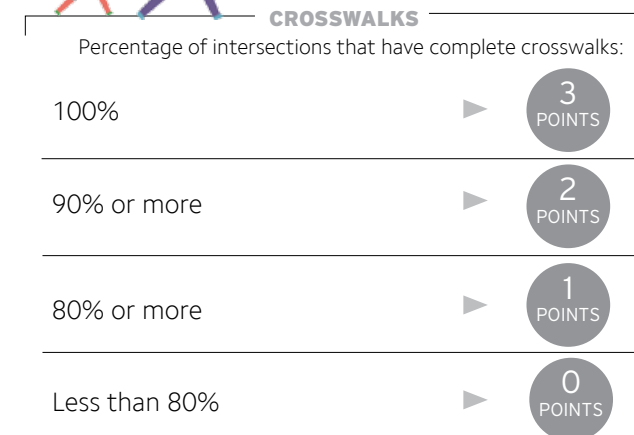 CROSSWALKS
Percentage of intersections that have complete crosswalks:
100%
3
POINTS
90% or more
2
POINTS
80% or more
1
POINTS
Less than 80%
0
POINTS